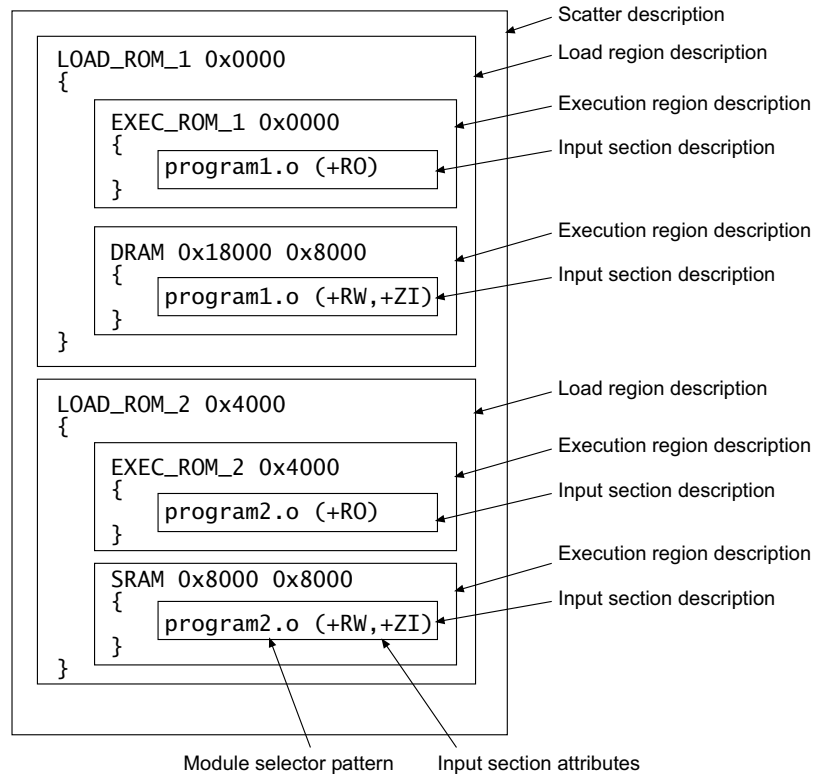 Scatter description
LOAD_ROM_1 0x0000
Load region description
{
EXEC_ROM_1 0x0000
Execution region description
{
program1.o (+RO)
Input section description
}
DRAM 0x18000 0x8000
Execution region description
{
program1.o (+RW,+ZI)
Input section description
}
}
LOAD_ROM_2 0x4000
Load region description
{
EXEC_ROM_2 0x4000
Execution region description
{
program2.o (+RO)
Input section description
}
SRAM 0x8000 0x8000
Execution region description
{
program2.o (+RW,+ZI)
Input section description
}
}
Module selector pattern
Input section attributes